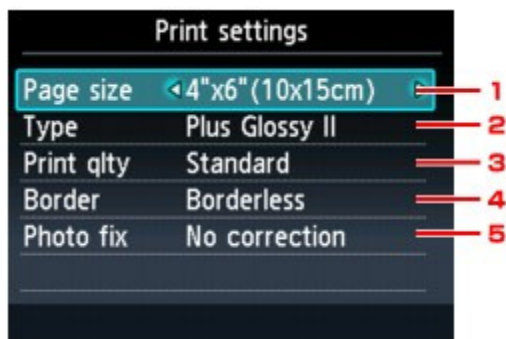 Print settings
Page size 4"x6"(10x15cm) 1
Type Plus Glossy II 2
Print qlty Standard 3
Border Borderless 4
Photo fix No correction 5